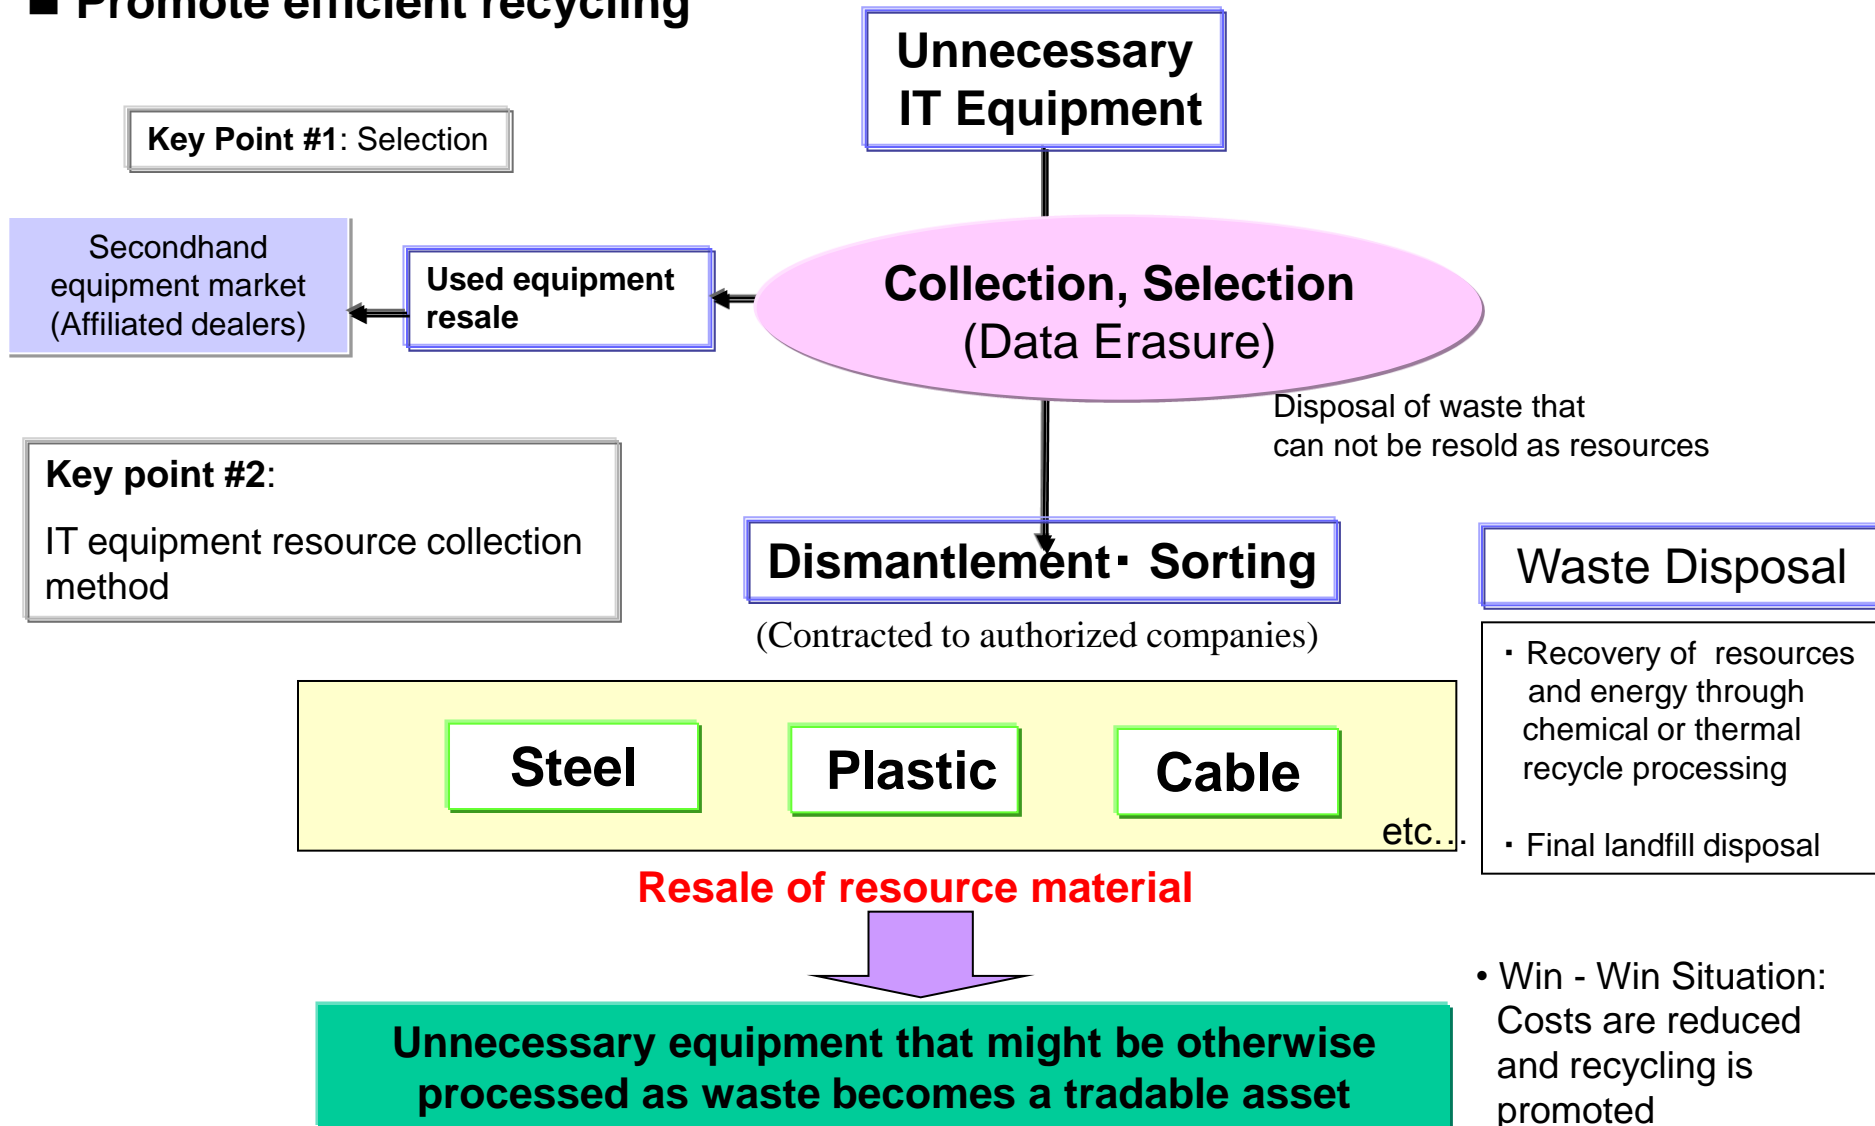 ■ Promote efficient recycling
Unnecessary
IT Equipment
Key Point #1: Selection
Secondhand
equipment market
(Affiliated dealers)
Used equipment
resale
Collection, Selection
(Data Erasure)
Disposal of waste that
can not be resold as resources
Key point #2:
IT equipment resource collection
method
Dismantlement・Sorting
(Contracted to authorized companies)
Waste Disposal
・Recovery of resources
and energy through
chemical or thermal
recycle processing
・Final landfill disposal
Steel
Plastic
Cable
etc…
Resale of resource material
Unnecessary equipment that might be otherwise
processed as waste becomes a tradable asset
• Win - Win Situation:
Costs are reduced
and recycling is
promoted